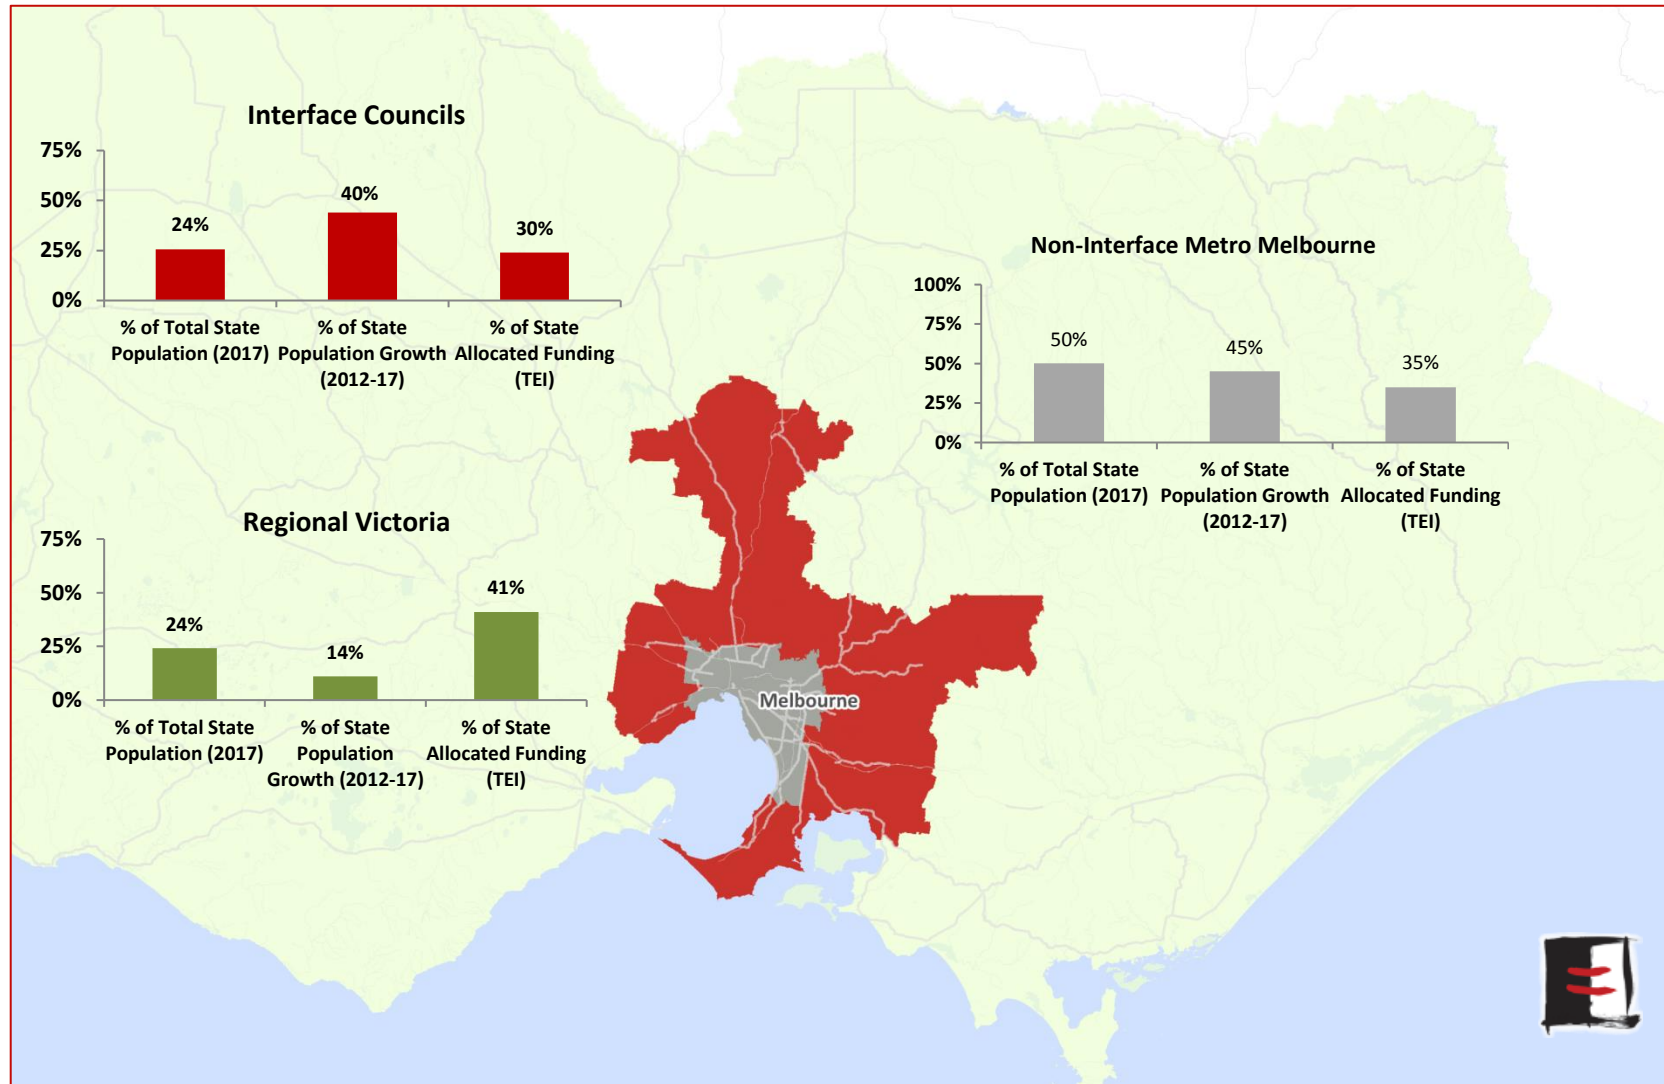 Interface Councils
75%
50%
25%
0%
24%
40%
30%
% of Total State
Population (2017)
% of State
Population Growth
(2012-17)
% of State
Allocated Funding
(TEI)
Non-Interface Metro Melbourne
100%
75%
50%
25%
0%
50%
45%
35%
% of Total State
Population (2017)
% of State
Population Growth
(2012-17)
% of State
Allocated Funding
(TEI)
Regional Victoria
75%
50%
25%
0%
24%
14%
41%
% of Total State
Population (2017)
% of State
Population
Growth (2012-17)
% of State
Allocated Funding
(TEI)
Melbourne